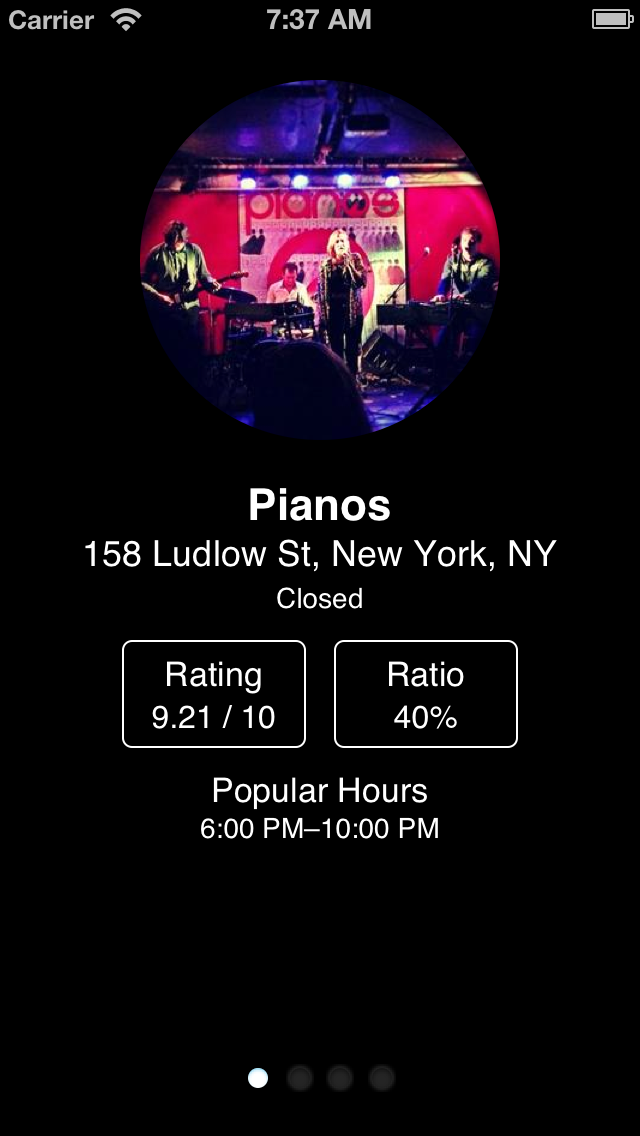 Carrier 7:37 AM
pianos
Pianos
158 Ludlow St, New York, NY
Closed
Rating
9.21 / 10
Ratio
40%
Popular Hours
6:00 PM–10:00 PM